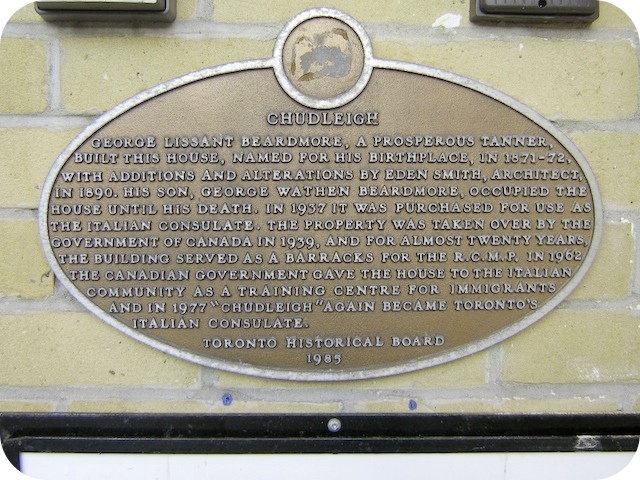 CHUDLEIGH
GEORGE LISSANT BEARDMORE, A PROSPEROUS TANNER,
BUILT THIS HOUSE, NAMED FOR HIS BIRTHPLACE, IN 1871-72,
WITH ADDITIONS AND ALTERATIONS BY EDEN SMITH, ARCHITECT,
IN 1890. HIS SON, GEORGE WATHEN BEARDMORE, OCCUPIED THE
HOUSE UNTIL HIS DEATH. IN 1937 IT WAS PURCHASED FOR USE AS
THE ITALIAN CONSULATE. THE PROPERTY WAS TAKEN OVER BY THE
GOVERNMENT OF CANADA IN 1939, AND FOR ALMOST TWENTY YEARS,
THE BUILDING SERVED AS A BARRACKS FOR THE R.C.M.P. IN 1962
THE CANADIAN GOVERNMENT GAVE THE HOUSE TO THE ITALIAN
COMMUNITY AS A TRAINING CENTRE FOR IMMIGRANTS
AND IN 1977 "CHUDLEIGH" AGAIN BECAME TORONTO'S
ITALIAN CONSULATE.
TORONTO HISTORICAL BOARD
1985